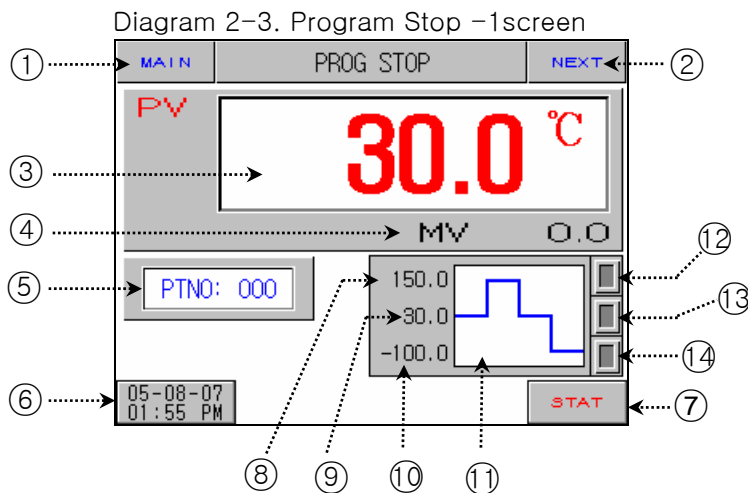 Diagram 2-3. Program Stop -1screen
① MAIN PROG STOP NEXT ②
PV
30.0 ℃
③
④ MV 0.0
⑫
⑤ PTNO: 000
150.0
30.0
-100.0
⑬
⑭
⑥ 05-08-07
01:55 PM
STAT ⑦
⑧ ⑨ ⑩ ⑪